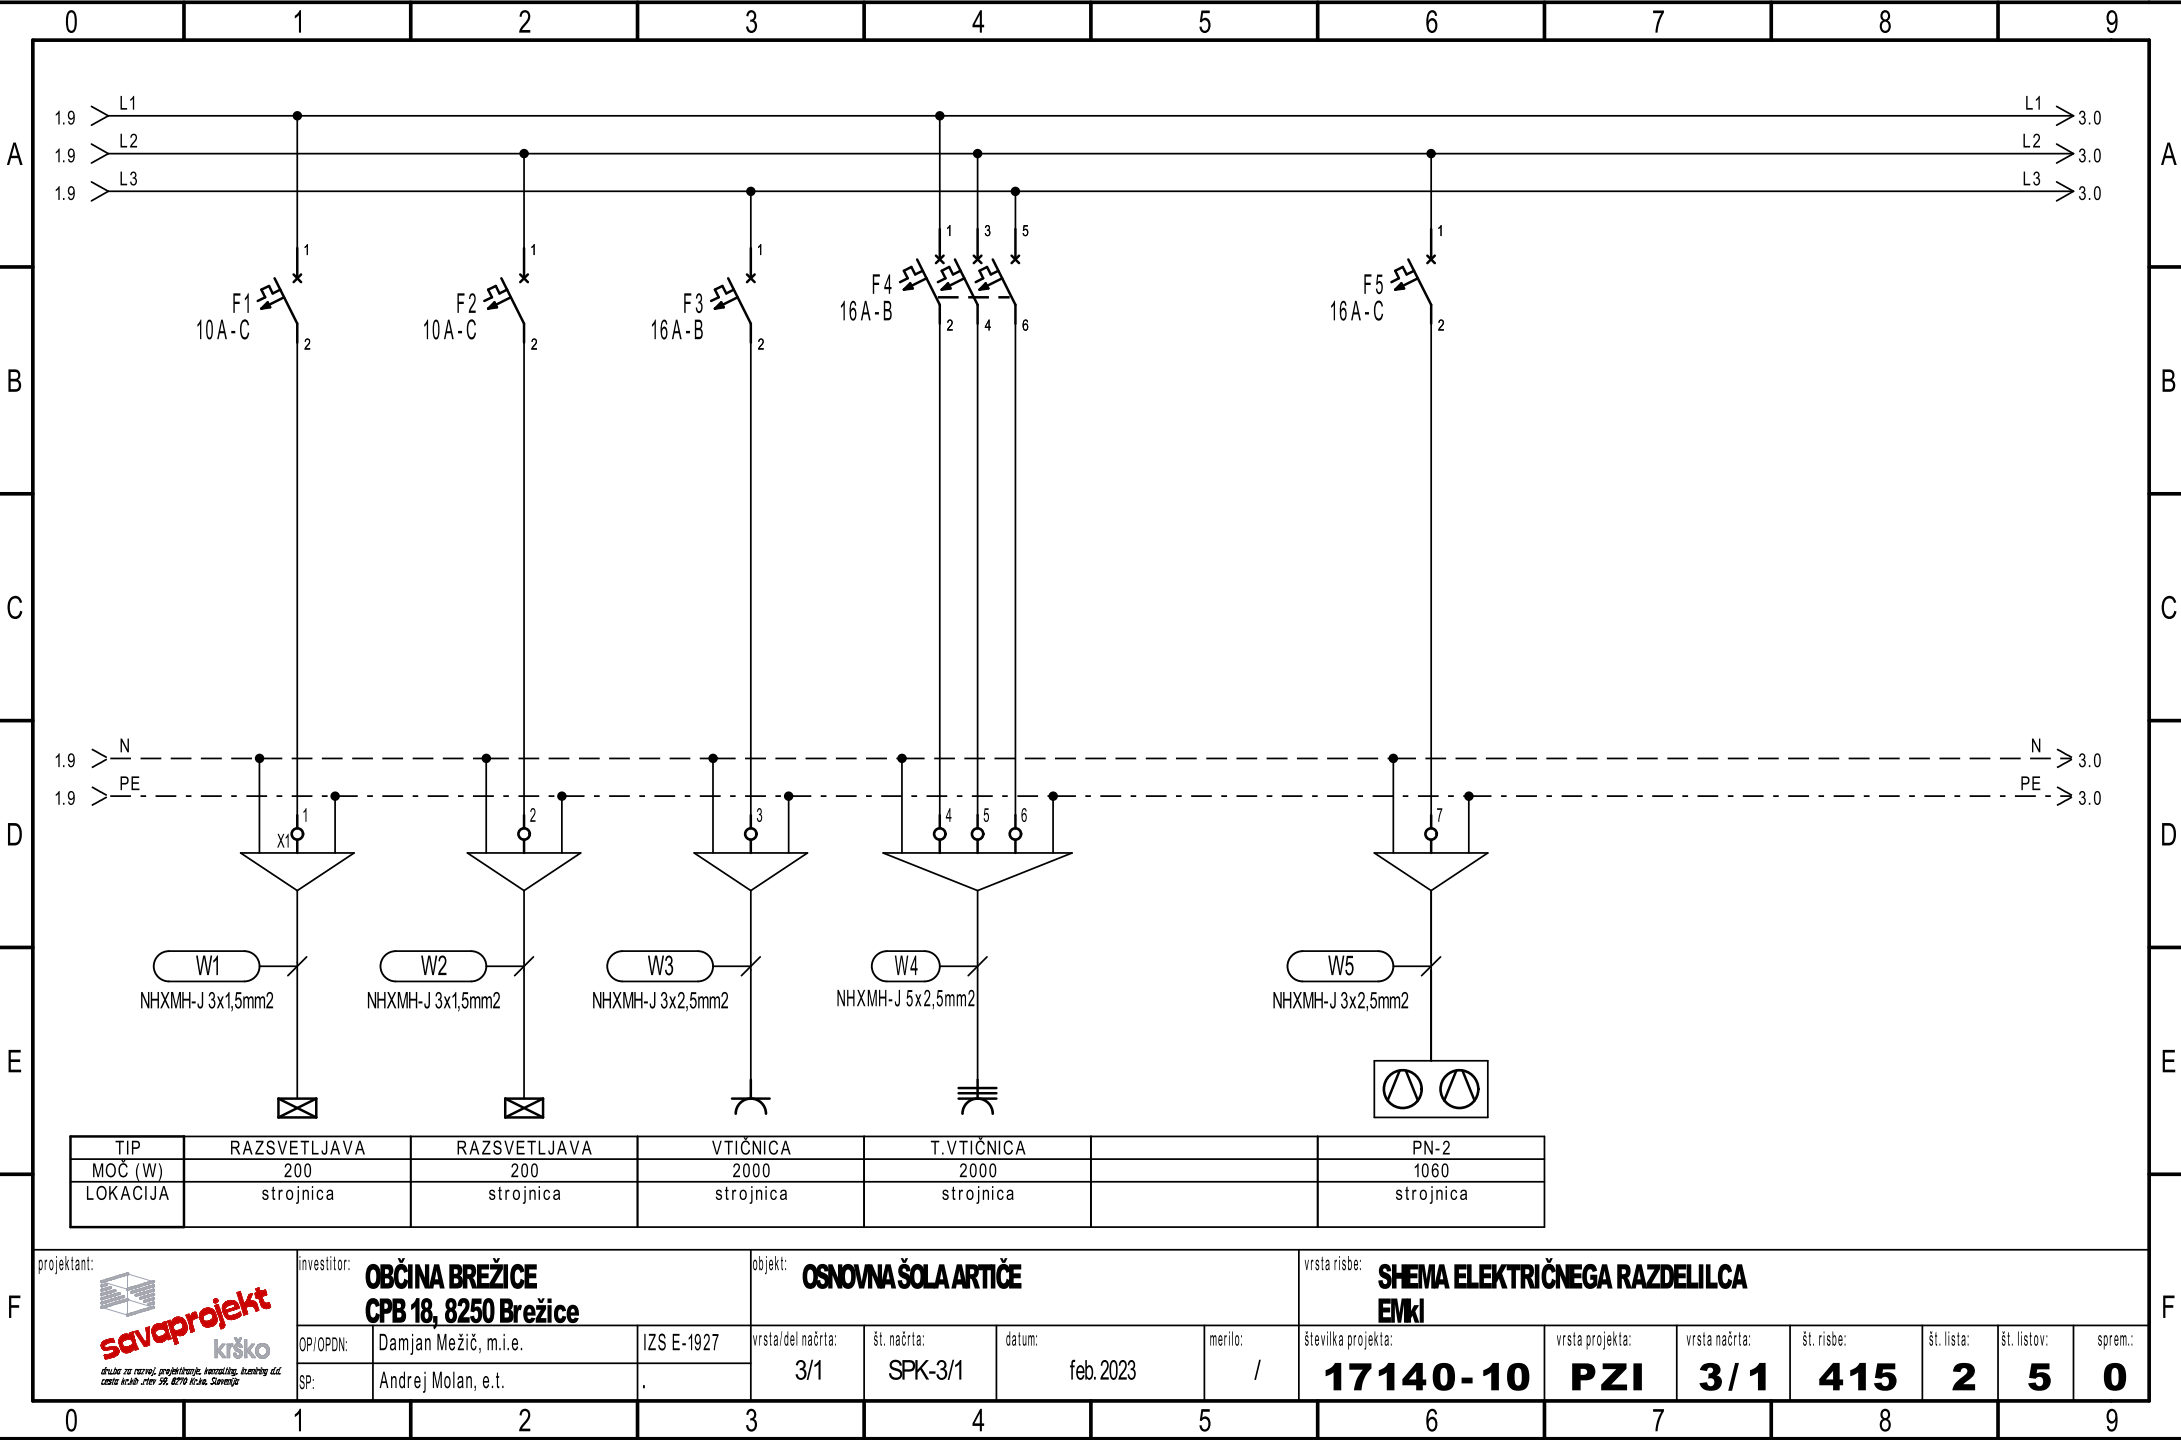 0 1 2 3 4 5 6 7 8 9
1.9 L1 L1 3.0
A 1.9 L2 L2 3.0 A
1.9 L3 L3 3.0
1 3 5 1
1 1 1
F4 F5
16A-B 16A-C
F1 F2 F3
10A-C 10A-C 16A-B
2 4 6 2
2 2 2
B B
C C
1.9 N N 3.0
1.9 PE PE 3.0
1 2 3 4 5 6 7
D X1 D
W1 W2 W3 W4 W5
NHXMH-J 3x1,5mm2 NHXMH-J 3x1,5mm2 NHXMH-J 3x2,5mm2 NHXMH-J 5x2,5mm2 NHXMH-J 3x2,5mm2
E E
TIP RAZSVETLJAVA RAZSVETLJAVA VTIČNICA T.VTIČNICA PN-2
MOČ (W) 200 200 2000 2000 1060
LOKACIJA strojnica strojnica strojnica strojnica strojnica
F F
projektant:
savaprojekt
krško
investitor: OBČINA BREŽICE
CPB 18, 8250 Brežice
objekt: OSNOVNA ŠOLA ARTIČE
vrsta risbe: SHEMA ELEKTRIČNEGA RAZDELILCA
EMkl
OP/OPDN: Damjan Mežič, m.i.e. IZS E-1927
SP: Andrej Molan, e.t. .
vrsta/del načrta: 3/1
št. načrta: SPK-3/1
datum: feb. 2023
merilo: /
številka projekta: 17140-10
vrsta projekta: PZI
vrsta načrta: 3/1
št. risbe: 415
št. lista: 2
št. listov: 5
sprem.: 0
0 1 2 3 4 5 6 7 8 9